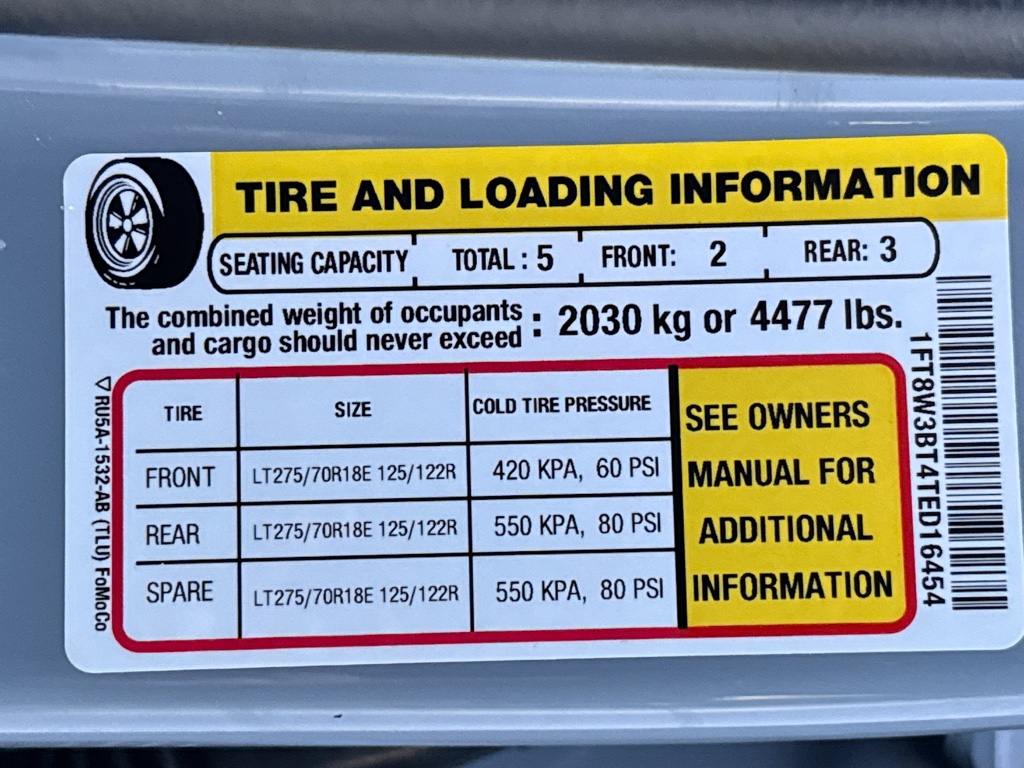 TIRE AND LOADING INFORMATION
SEATING CAPACITY TOTAL : 5 FRONT: 2 REAR: 3
The combined weight of occupants
and cargo should never exceed : 2030 kg or 4477 lbs.
TIRE SIZE COLD TIRE PRESSURE
FRONT LT275/70R18E 125/122R 420 KPA, 60 PSI
REAR LT275/70R18E 125/122R 550 KPA, 80 PSI
SPARE LT275/70R18E 125/122R 550 KPA, 80 PSI
SEE OWNERS
MANUAL FOR
ADDITIONAL
INFORMATION
▽RU5A-1532-AB (TLU) FoMoCo
1FT8W3BT4TED16454